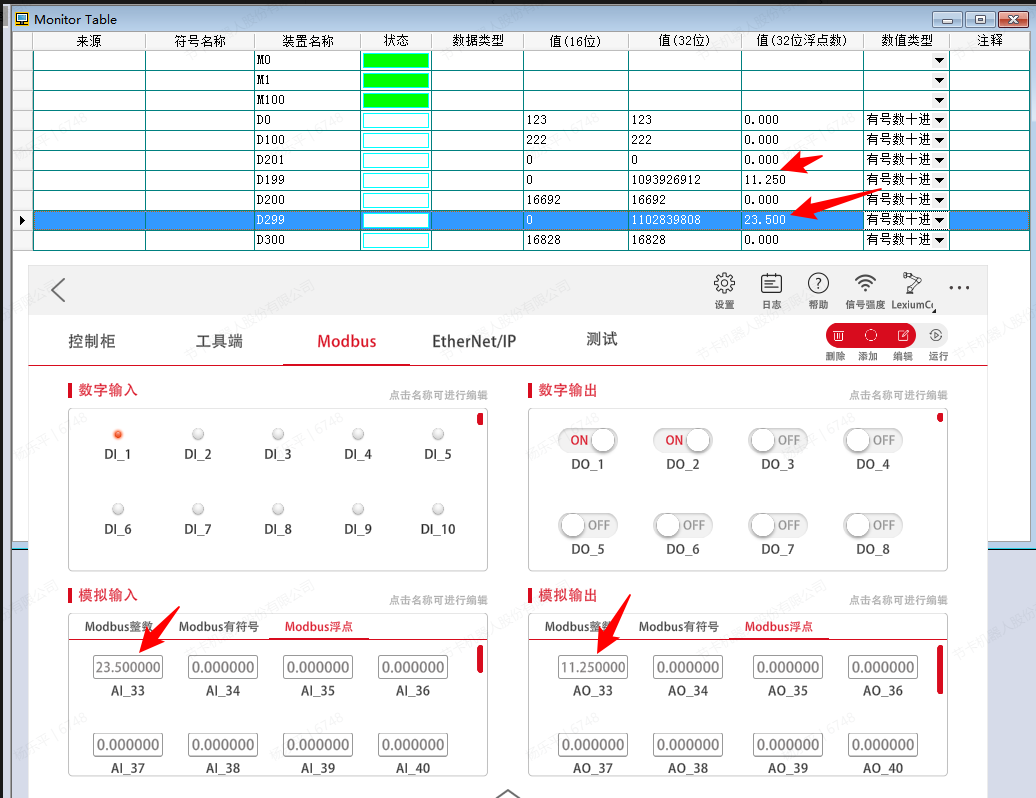 Monitor Table
来源 符号名称 装置名称 状态 数据类型 值(16位) 值(32位) 值(32位浮点数) 数值类型 注释
M0
M1
M100
D0 123 123 0.000 有号数十进
D100 222 222 0.000 有号数十进
D201 0 0 0.000 有号数十进
D199 0 1093926912 11.250 有号数十进
D200 16692 16692 0.000 有号数十进
D299 0 1102839808 23.500 有号数十进
D300 16828 16828 0.000 有号数十进
设置 日志 帮助 信号强度 LexiumCo
控制柜 工具端 Modbus EtherNet/IP 测试
删除 添加 编辑 运行
数字输入 点击名称可进行编辑
DI_1 DI_2 DI_3 DI_4 DI_5
DI_6 DI_7 DI_8 DI_9 DI_10
数字输出 点击名称可进行编辑
ON ON OFF OFF
DO_1 DO_2 DO_3 DO_4
OFF OFF OFF OFF
DO_5 DO_6 DO_7 DO_8
模拟输入 点击名称可进行编辑
Modbus整数 Modbus有符号 Modbus浮点
23.500000 0.000000 0.000000 0.000000
AI_33 AI_34 AI_35 AI_36
0.000000 0.000000 0.000000 0.000000
AI_37 AI_38 AI_39 AI_40
模拟输出 点击名称可进行编辑
Modbus整数 Modbus有符号 Modbus浮点
11.250000 0.000000 0.000000 0.000000
AO_33 AO_34 AO_35 AO_36
0.000000 0.000000 0.000000 0.000000
AO_37 AO_38 AO_39 AO_40